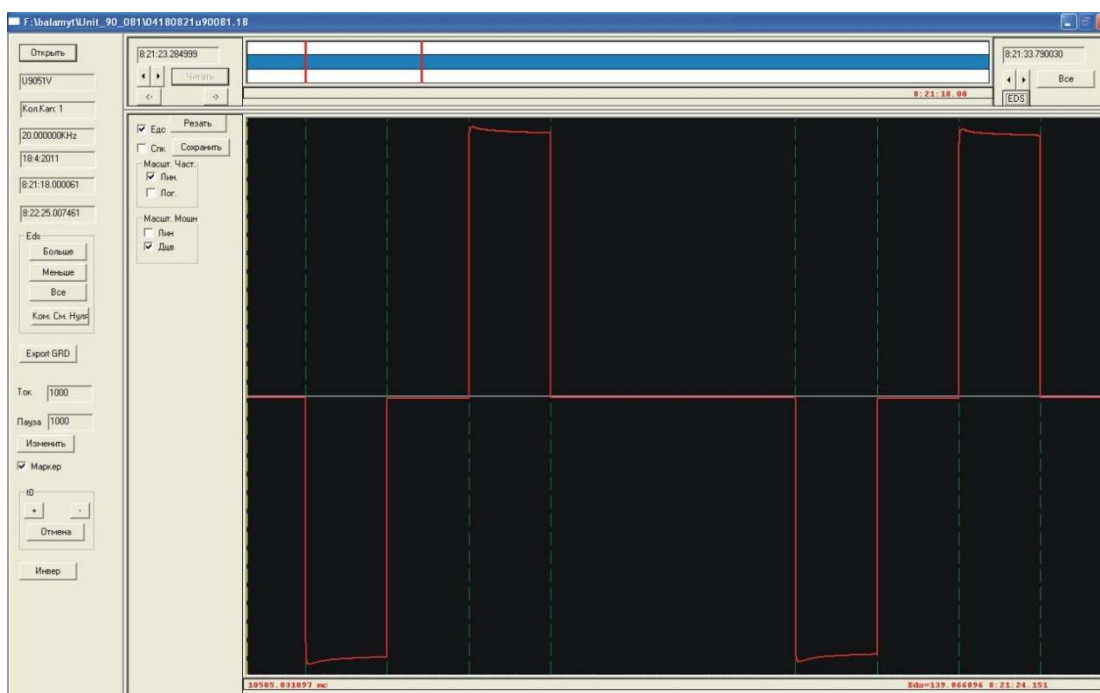 F:\balamyt\Unit_90_081\04180821u90081.18
Открыть
U9051V
Кол.Кан: 1
20.000000KHz
18:4:2011
8:21:18.000061
8:22:25.007461
Eds
Больше
Меньше
Все
Ком. См. Нуля
Export GRD
Ток 1000
Пауза 1000
Изменить
Маркер
t0
+ -
Отмена
Инвер
8:21:23.284999
Читать
<- ->
8:21:18.00
8:21:33.790030
Все
EDS
Едс Резать
Спк. Сохранить
Масшт. Част.
Лин.
Лог.
Масшт. Мощн
Лин
Дцв
10505.031097 mc
Eds=139.066896 8:21:24.151